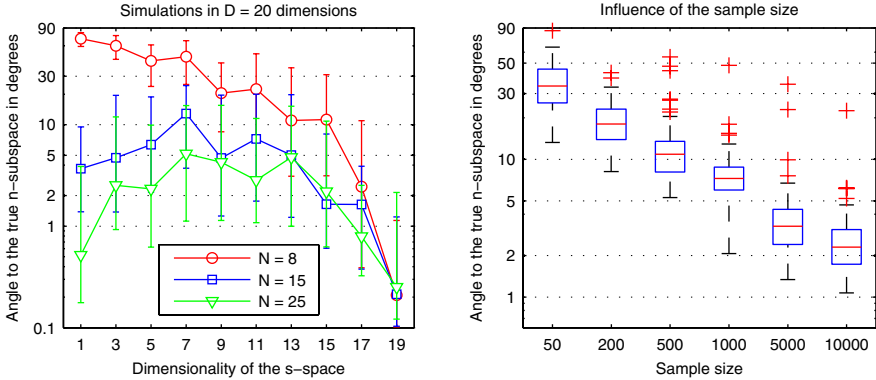 Simulations in D = 20 dimensions
Angle to the true n-subspace in degrees
90
30
10
5
2
1
0.1
N = 8
N = 15
N = 25
1 3 5 7 9 11 13 15 17 19
Dimensionality of the s-space
Influence of the sample size
Angle to the true n-subspace in degrees
90
50
30
10
5
2
1
50 200 500 1000 5000 10000
Sample size